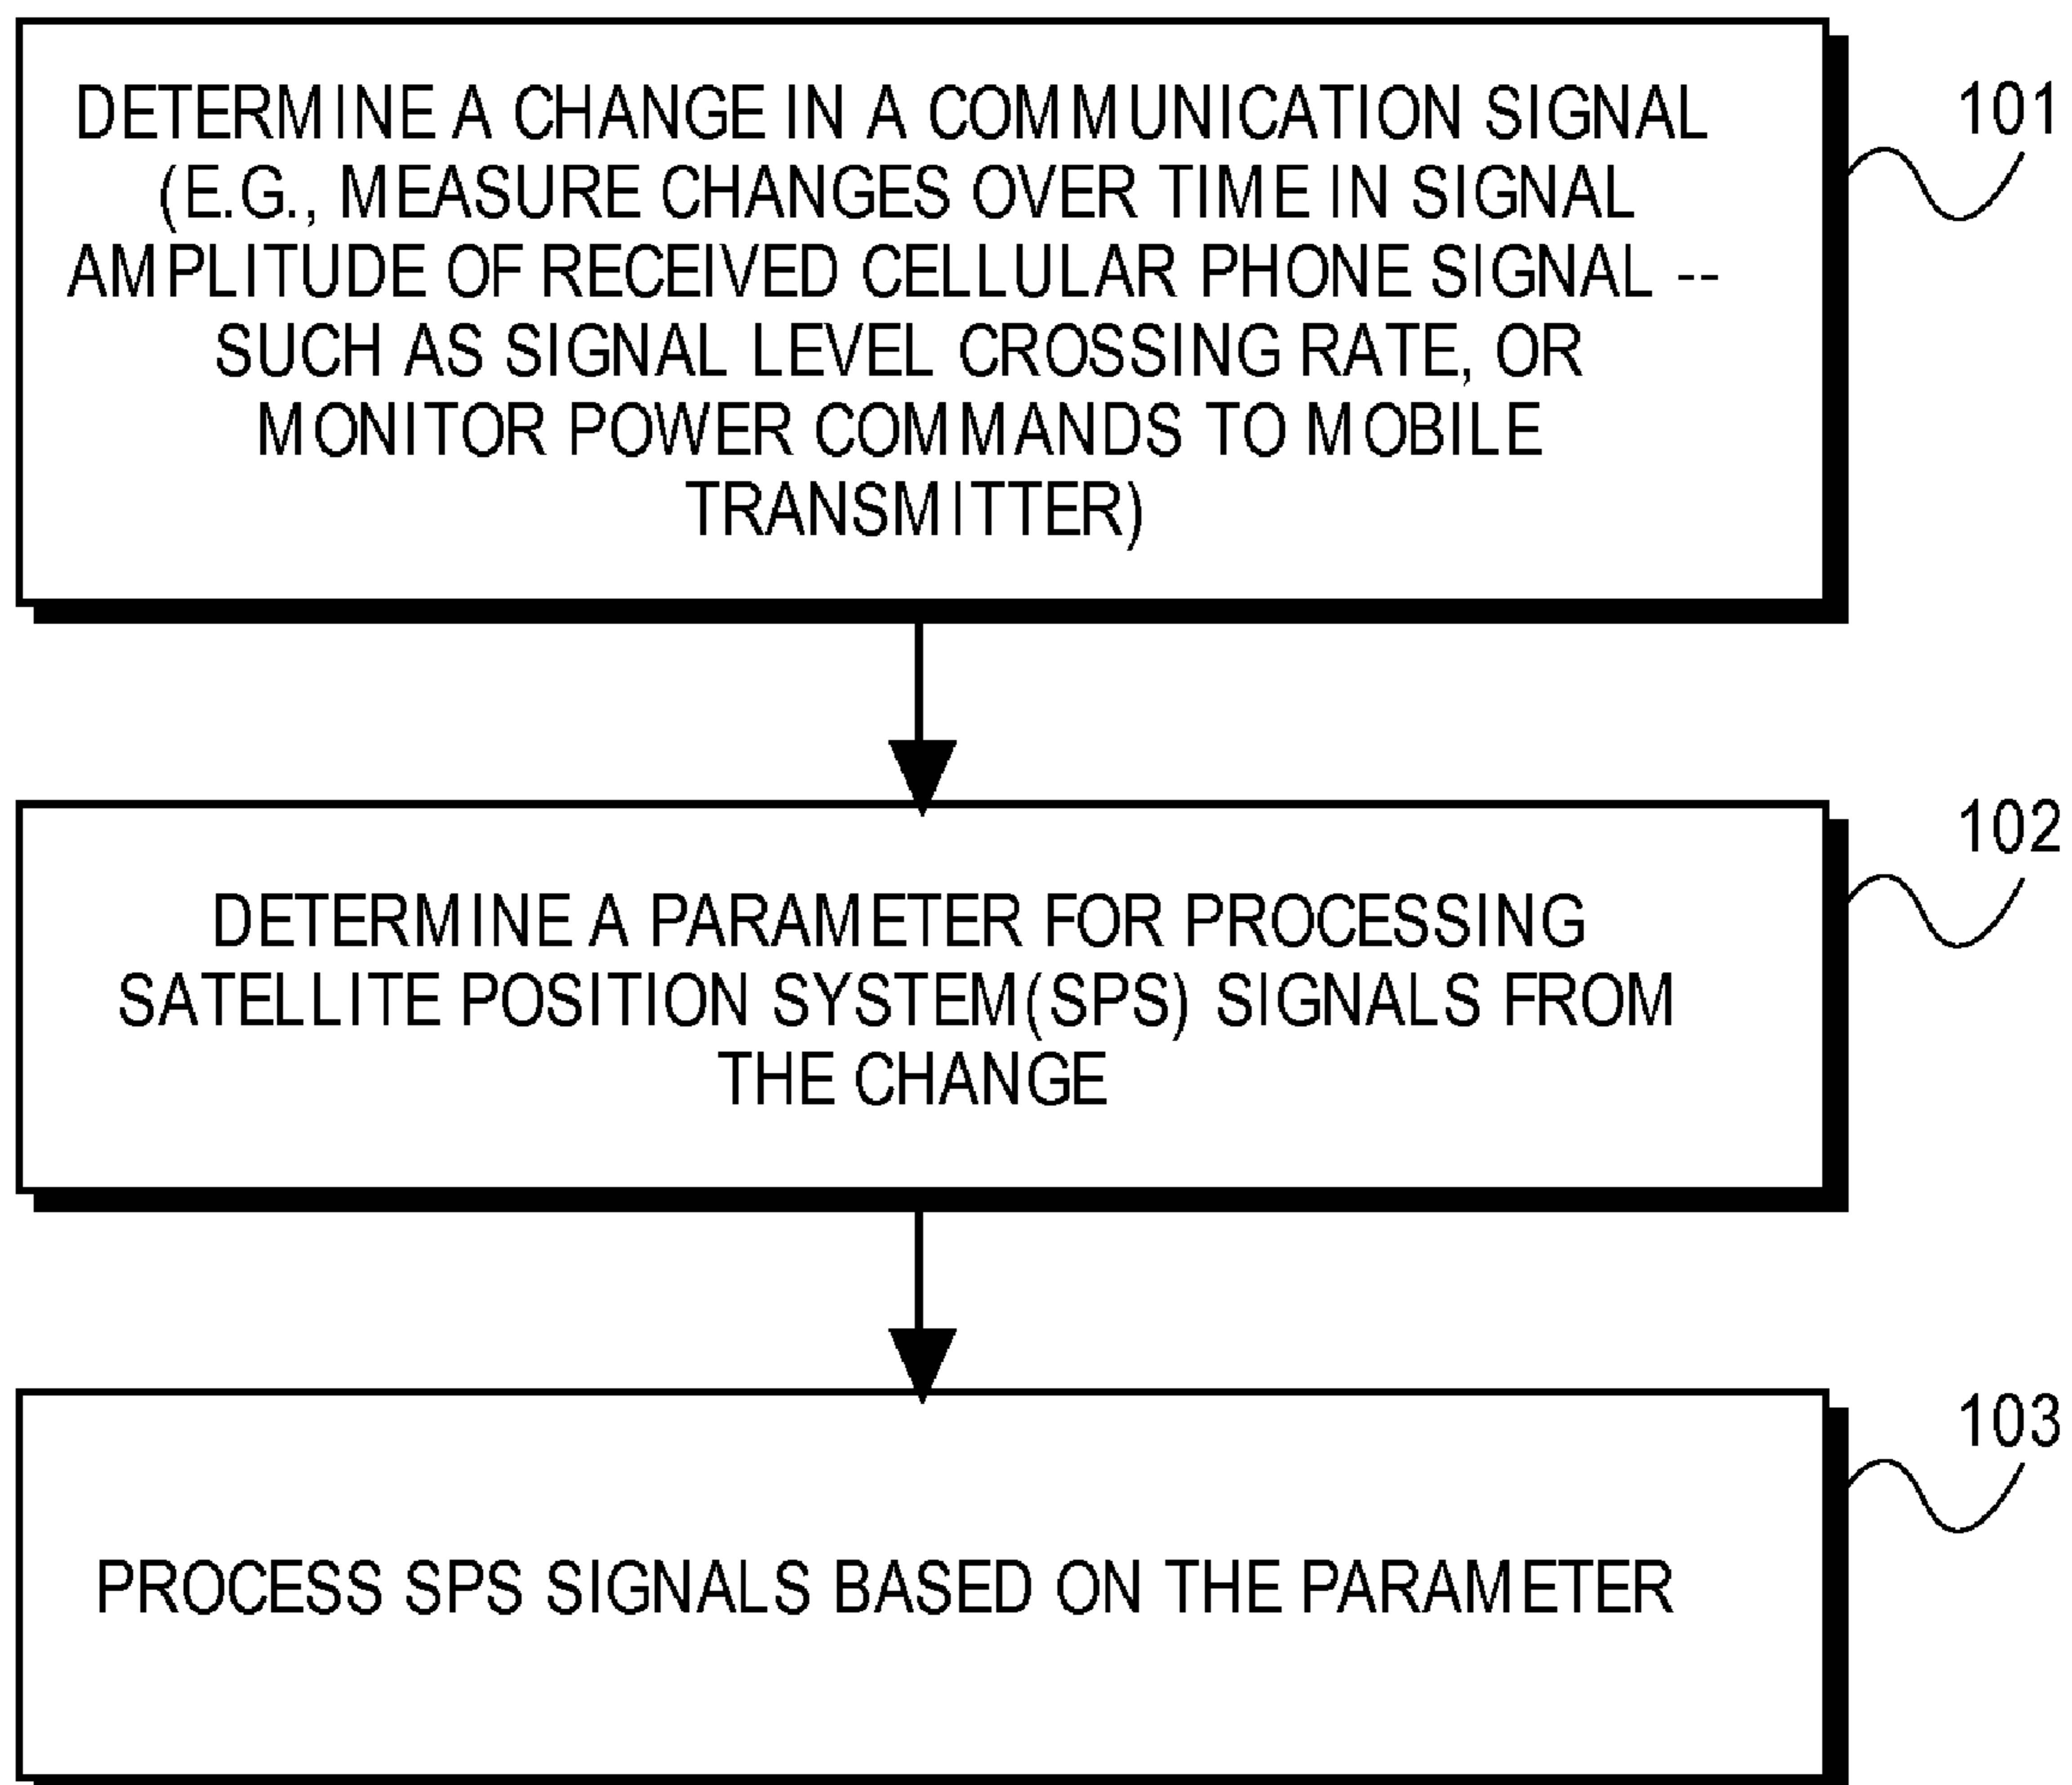 DETERMINE A CHANGE IN A COMMUNICATION SIGNAL
(E.G., MEASURE CHANGES OVER TIME IN SIGNAL
AMPLITUDE OF RECEIVED CELLULAR PHONE SIGNAL --
SUCH AS SIGNAL LEVEL CROSSING RATE, OR
MONITOR POWER COMMANDS TO MOBILE
TRANSMITTER)
101
DETERMINE A PARAMETER FOR PROCESSING
SATELLITE POSITION SYSTEM(SPS) SIGNALS FROM
THE CHANGE
102
PROCESS SPS SIGNALS BASED ON THE PARAMETER
103